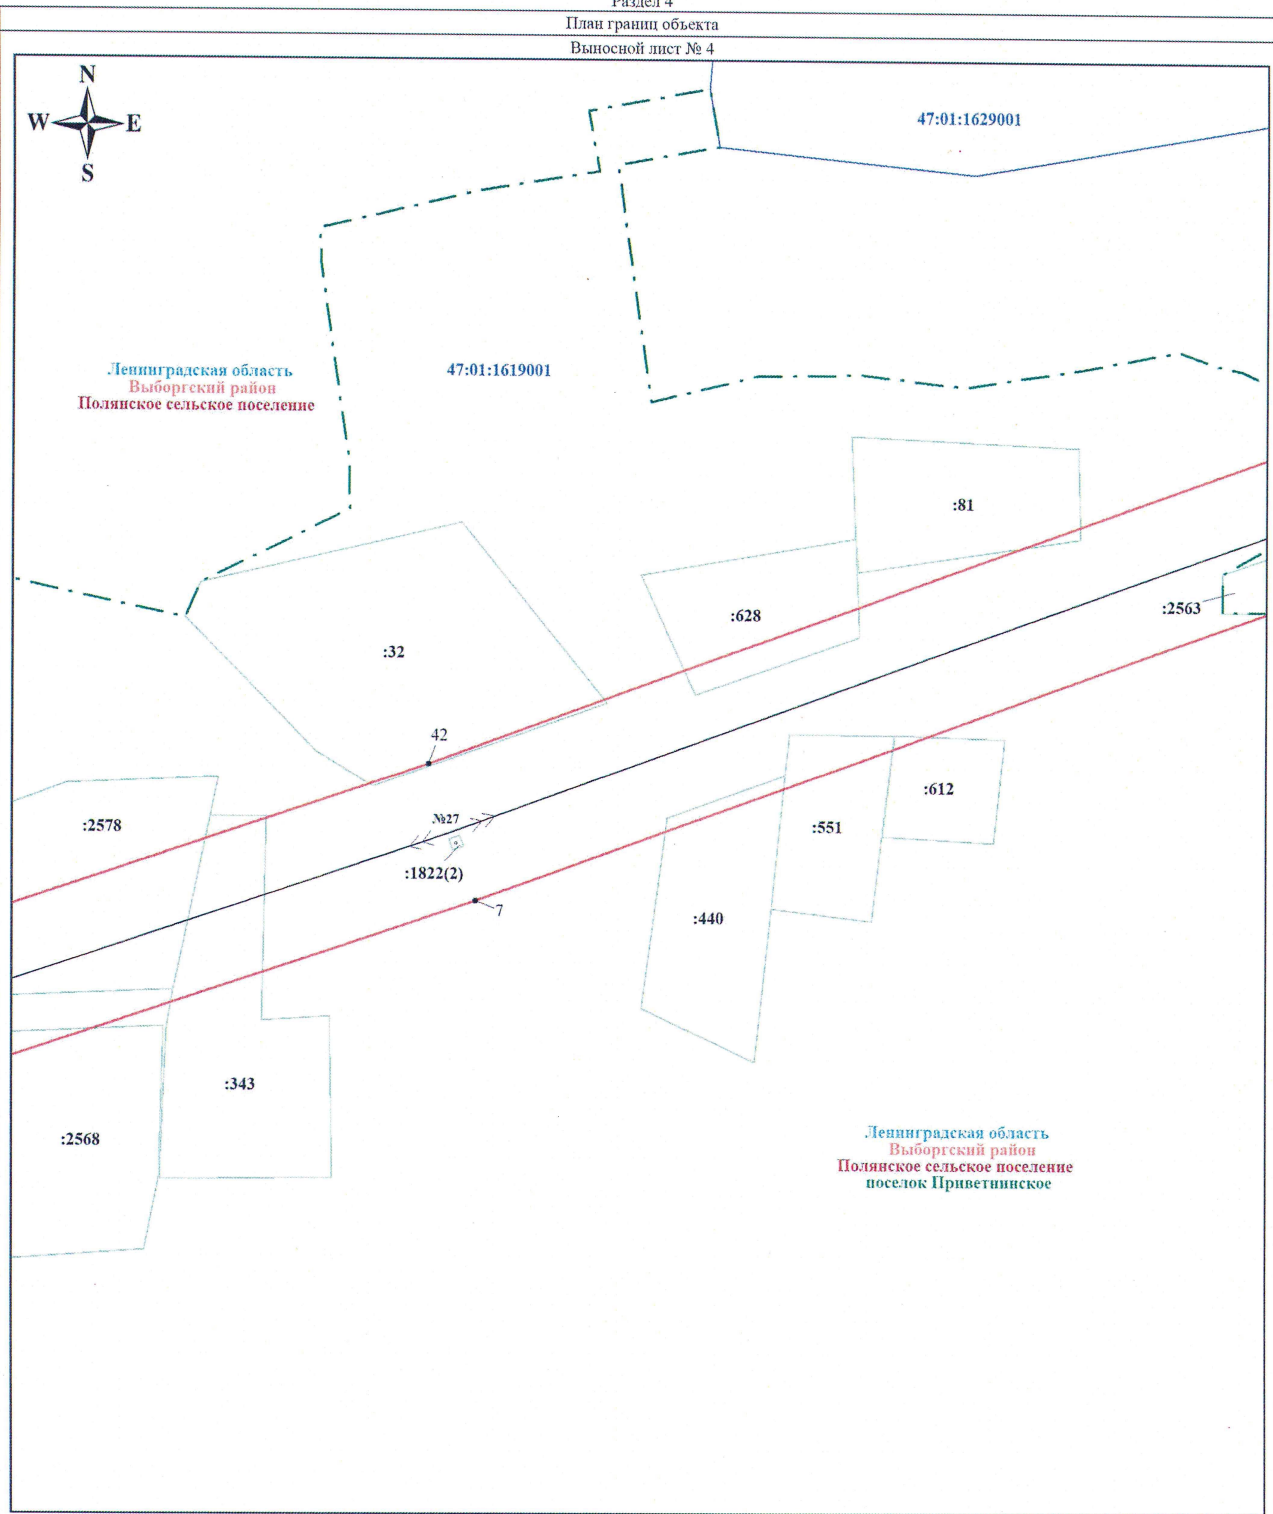 Раздел 4
План границ объекта
Выносной лист № 4
N
W E
S
47:01:1629001
Ленинградская область
Выборгский район
Полянское сельское поселение
47:01:1619001
:81
:628
:2563
:32
42
:612
№27
:2578
:551
:1822(2)
7
:440
:343
:2568
Ленинградская область
Выборгский район
Полянское сельское поселение
поселок Приветнинское